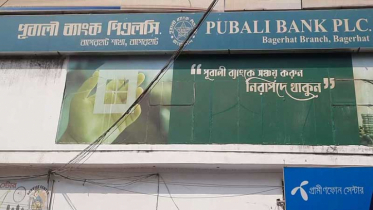 পূবালী ব্যাংক পিএলসি.
বাগেরহাট শাখা, বাগেরহাট
PUBALI BANK PLC.
Bagerhat Branch, Bagerhat
“পূবালী ব্যাংকে সঞ্চয় করুন
নিরাপদে থাকুন”
গ্রামীণফোন সেন্টার